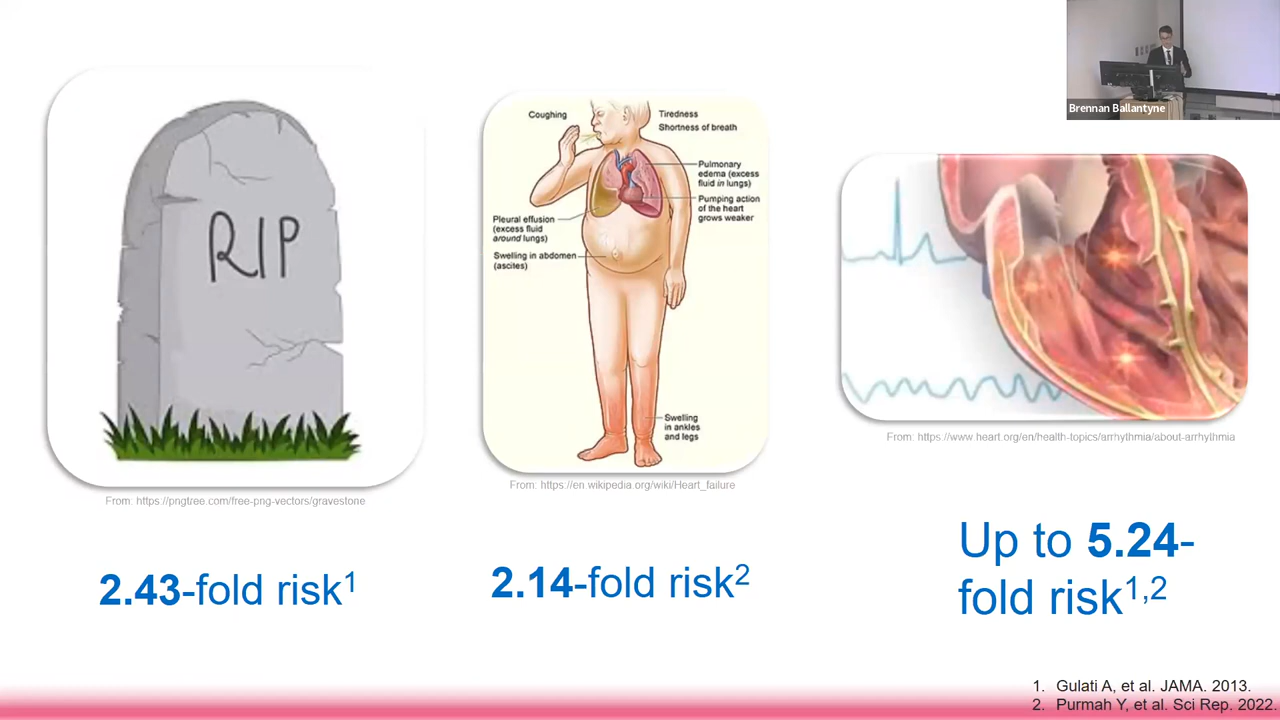 Brennan Ballantyne
RIP
Coughing
Tiredness
Shortness of breath
Pulmonary
edema (excess
fluid in lungs)
Pumping action
of the heart
grows weaker
Pleural effusion
(excess fluid
around lungs)
Swelling in abdomen
(ascites)
Swelling
in ankles
and legs
From: https://pngtree.com/free-png-vectors/gravestone
From: https://en.wikipedia.org/wiki/Heart_failure
From: https://www.heart.org/en/health-topics/arrhythmia/about-arrhythmia
2.43-fold risk1
2.14-fold risk2
Up to 5.24-
fold risk1,2
1. Gulati A, et al. JAMA. 2013.
2. Purmah Y, et al. Sci Rep. 2022.